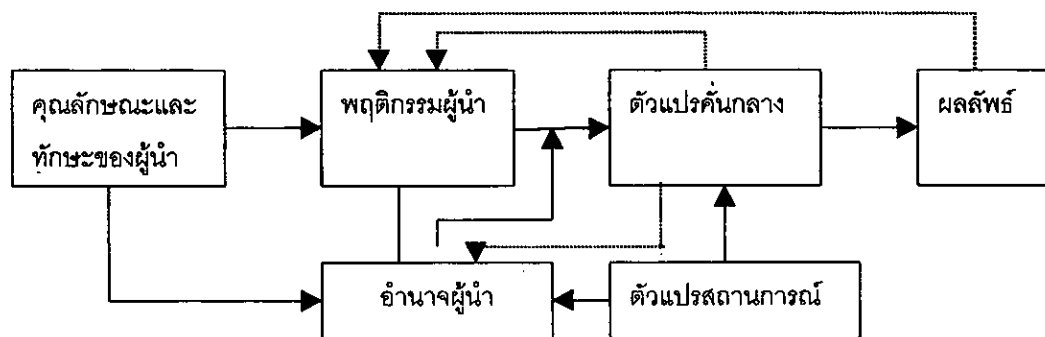 คุณลักษณะและ
ทักษะของผู้นำ
พฤติกรรมผู้นำ
ตัวแปรคั่นกลาง
ผลลัพธ์
อำนาจผู้นำ
ตัวแปรสถานการณ์